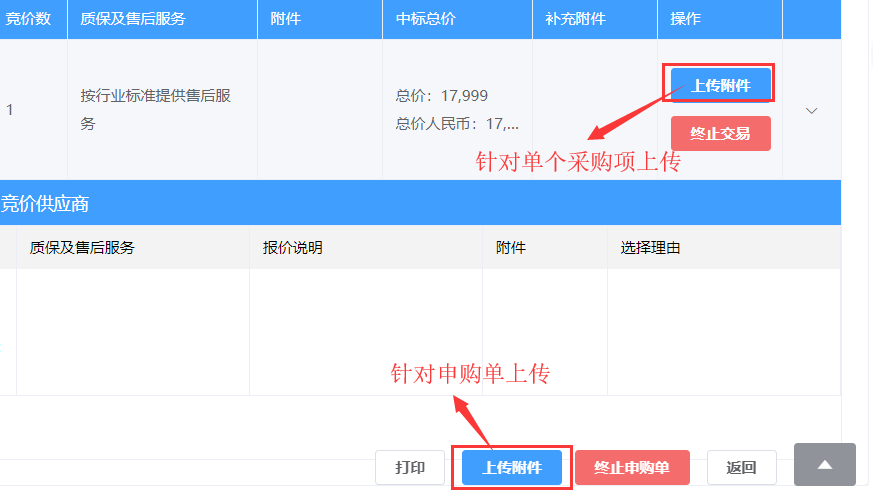 竞价数 质保及售后服务 附件 中标总价 补充附件 操作
1 按行业标准提供售后服
务
总价：17,999
总价人民币：17,...
上传附件
终止交易
针对单个采购项上传
竞价供应商
质保及售后服务 报价说明 附件 选择理由
针对申购单上传
打印 上传附件 终止申购单 返回